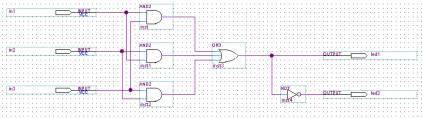 In1 INPUT VCC
AND2
inst
OR3
In2 INPUT VCC
AND2
inst1
inst3
OUTPUT led1
In3 INPUT VCC
AND2
inst2
NOT
inst4
OUTPUT led2